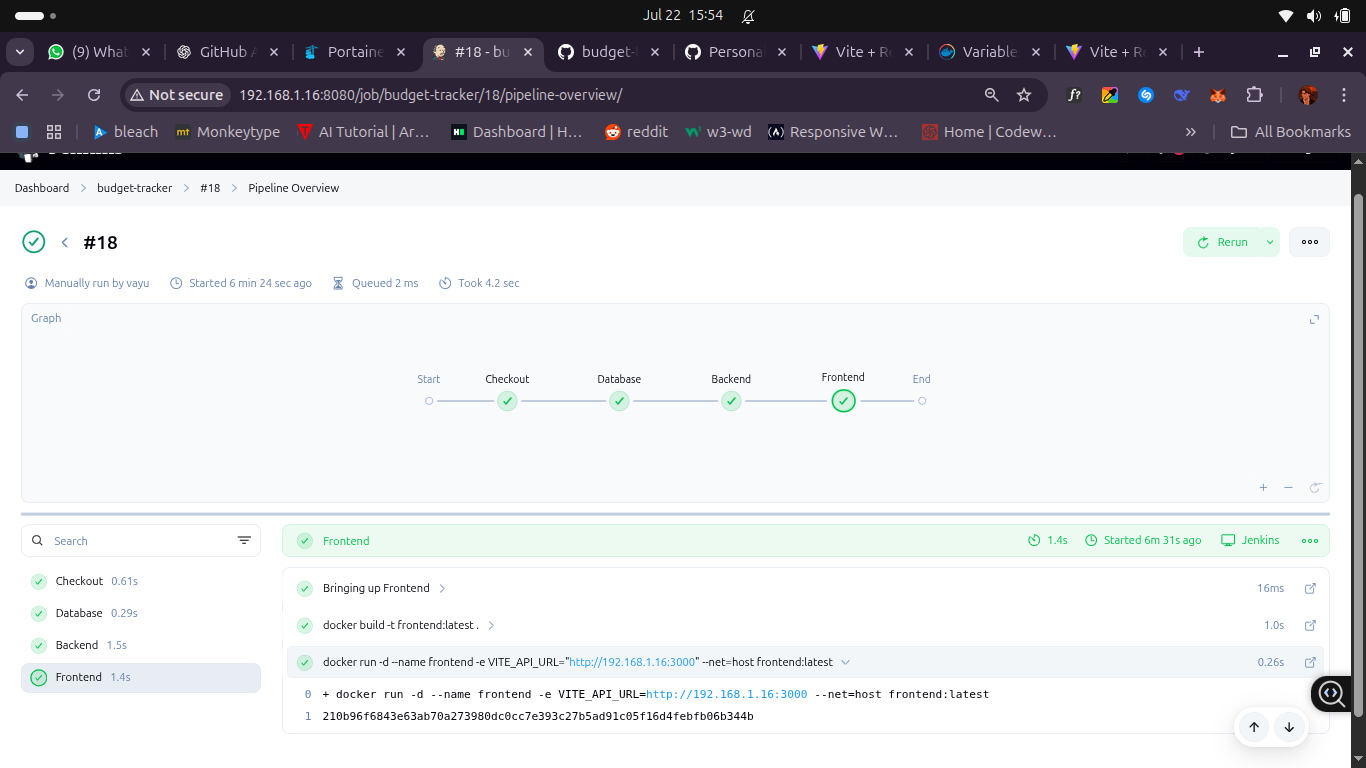 Jul 22 15:54
(9) What
GitHub A
Portaine
#18 - bu
budget-
Persona
Vite + Re
Variable
Vite + Re
Not secure
192.168.1.16:8080/job/budget-tracker/18/pipeline-overview/
f?
bleach
mt Monkeytype
AI Tutorial | Ar…
Dashboard | H…
reddit
w3-wd
Responsive W…
Home | Codew…
»
All Bookmarks
Dashboard > budget-tracker > #18 > Pipeline Overview
#18
Rerun
Manually run by vayu
Started 6 min 24 sec ago
Queued 2 ms
Took 4.2 sec
Graph
Start
Checkout
Database
Backend
Frontend
End
Search
Checkout 0.61s
Database 0.29s
Backend 1.5s
Frontend 1.4s
Frontend
1.4s
Started 6m 31s ago
Jenkins
Bringing up Frontend
16ms
docker build -t frontend:latest .
1.0s
docker run -d --name frontend -e VITE_API_URL="http://192.168.1.16:3000" --net=host frontend:latest
0.26s
0 + docker run -d --name frontend -e VITE_API_URL=http://192.168.1.16:3000 --net=host frontend:latest
1 210b96f6843e63ab70a273980dc0cc7e393c27b5ad91c05f16d4febfb06b344b